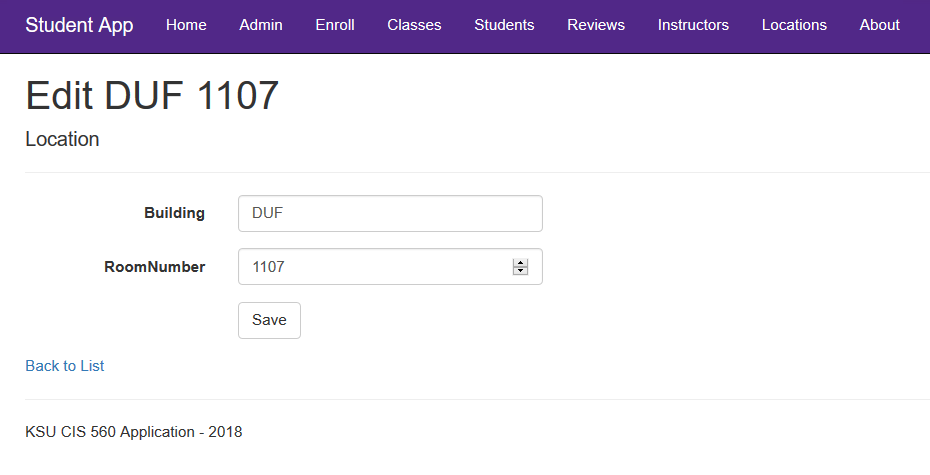 Student App Home Admin Enroll Classes Students Reviews Instructors Locations About
Edit DUF 1107
Location
Building DUF
RoomNumber 1107
Save
Back to List
KSU CIS 560 Application - 2018